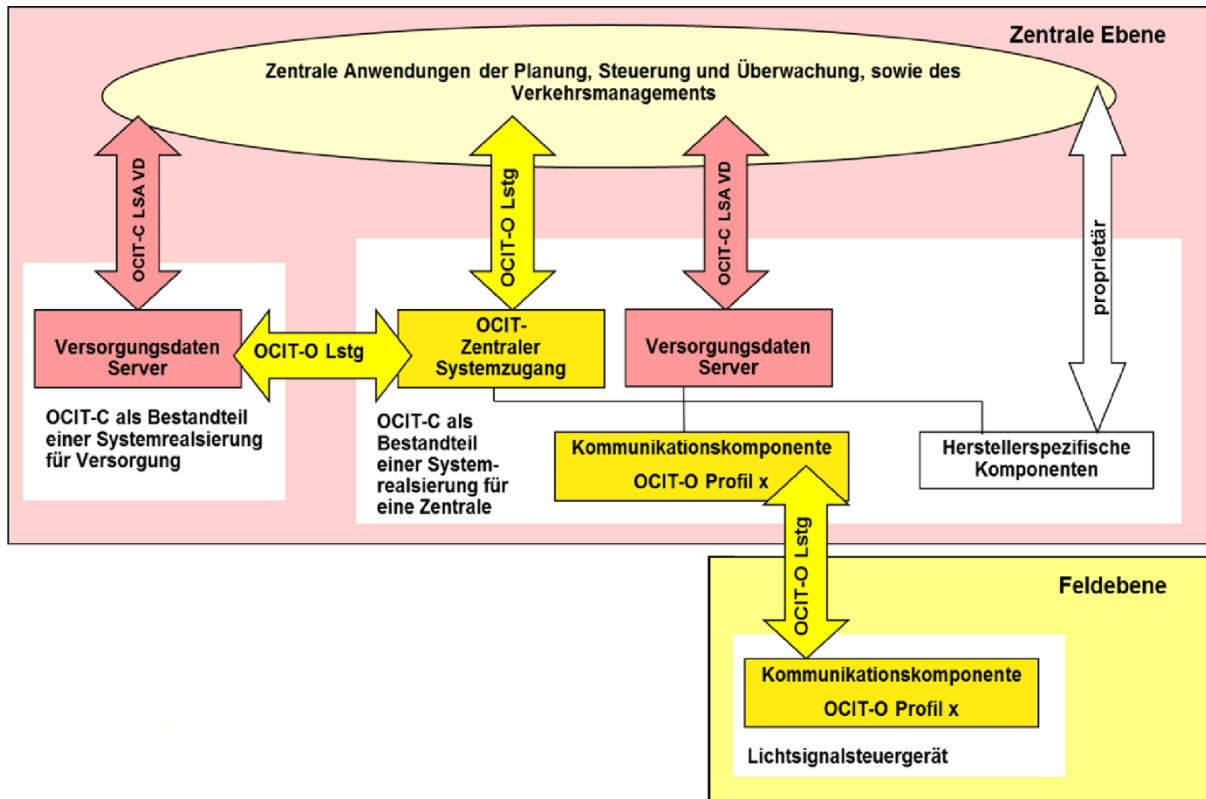 Zentrale Ebene
Zentrale Anwendungen der Planung, Steuerung und Überwachung, sowie des
Verkehrsmanagements
OCIT-C LSA VD
OCIT-O Lstg
OCIT-C LSA VD
proprietär
Versorgungsdaten
Server
OCIT-O Lstg
OCIT-
Zentraler
Systemzugang
Versorgungsdaten
Server
OCIT-C als Bestandteil
einer Systemrealsierung
für Versorgung
OCIT-C als
Bestandteil
einer System-
realsierung für
eine Zentrale
Kommunikationskomponente
OCIT-O Profil x
Herstellerspezifische
Komponenten
OCIT-O Lstg
Feldebene
Kommunikationskomponente
OCIT-O Profil x
Lichtsignalsteuergerät